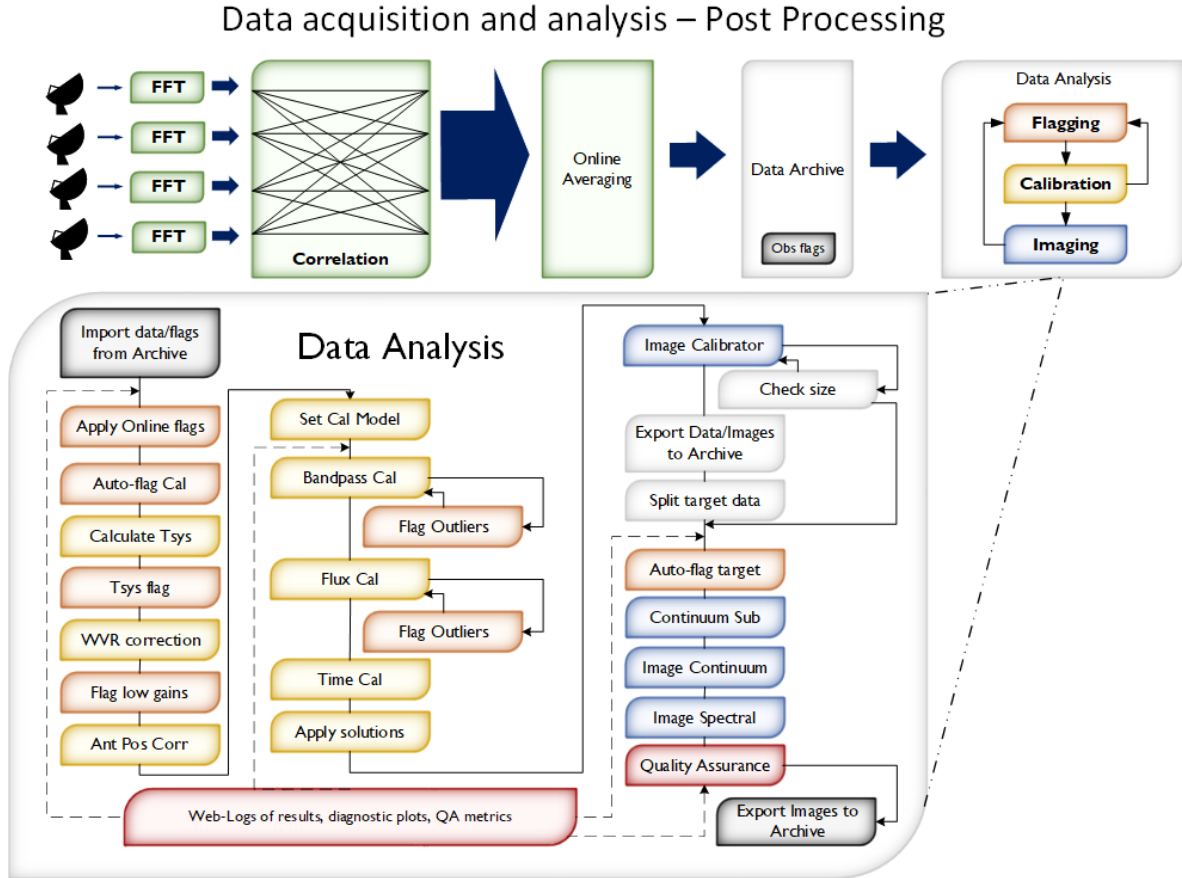 Data acquisition and analysis – Post Processing
FFT
FFT
FFT
FFT
Correlation
Online
Averaging
Data Archive
Obs flags
Data Analysis
Flagging
Calibration
Imaging
Data Analysis
Import data/flags
from Archive
Apply Online flags
Auto-flag Cal
Calculate Tsys
Tsys flag
WVR correction
Flag low gains
Ant Pos Corr
Set Cal Model
Bandpass Cal
Flag Outliers
Flux Cal
Flag Outliers
Time Cal
Apply solutions
Image Calibrator
Check size
Export Data/Images
to Archive
Split target data
Auto-flag target
Continuum Sub
Image Continuum
Image Spectral
Quality Assurance
Export Images to
Archive
Web-Logs of results, diagnostic plots, QA metrics